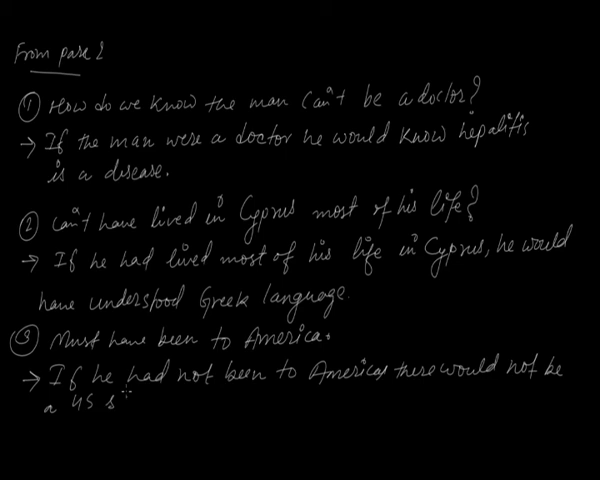 From para 2
① How do we know the man can't be a doctor?
→ If the man were a doctor he would know hepatitis
is a disease.
② Can't have lived in Cyprus most of his life?
→ If he had lived most of his life in Cyprus, he would
have understood Greek language.
③ Must have been to America.
→ If he had not been to America, there would not be
a US s